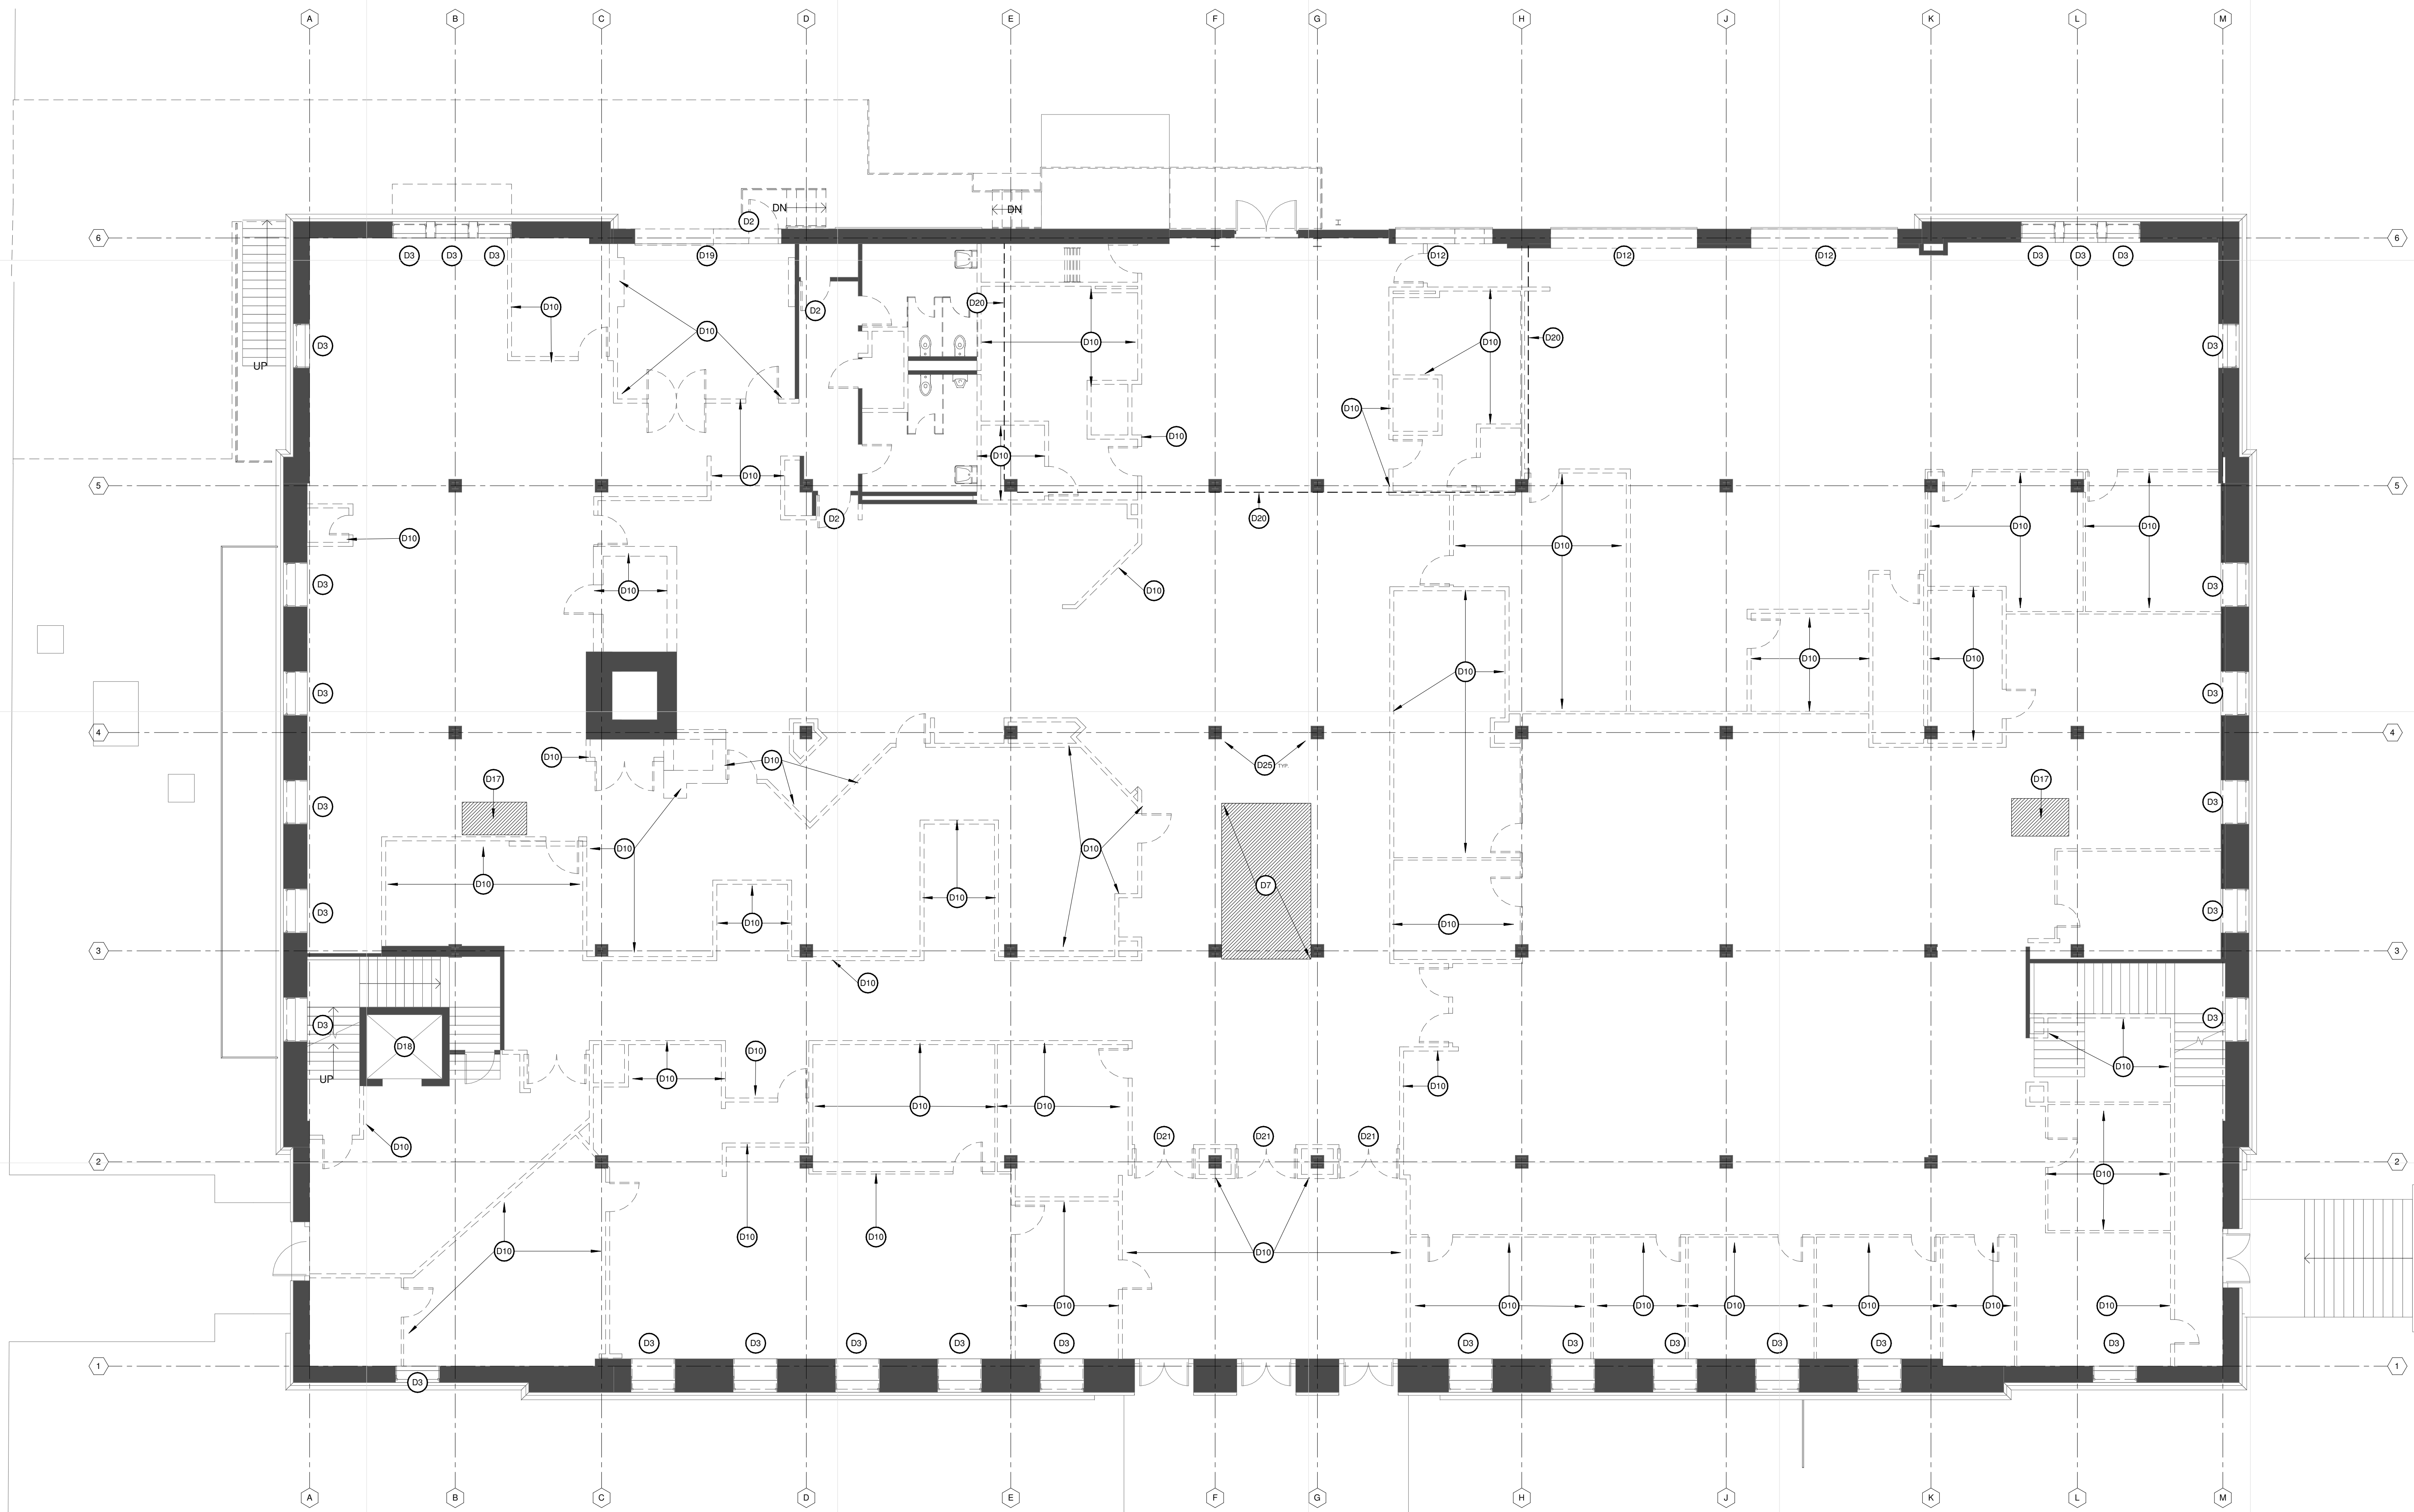 A B C D E F G H J K L M
DN
D2 DN
6 6
D3 D3 D3 D19 D12 D12 D12 D3 D3 D3
D20
D10 D2
D10
D3 D10 D10 D20 D3
UP
D10
D10
D10 D10
5 5
D2 D20
D10 D10 D10
D10 D10
D3 D10 D10 D3
D10 D10
D10
D3 D3
4 4
D10 D10 D25 TYP.
D17 D17
D3 D3
D10 D10
D10 D7
D10
D3 D3
D10 D10
3 3
D10
D3 D3
D18 D10
D10
UP D10 D10
D10 D10
D10 D21 D21 D21
2 2
D10
D10 D10
D10 D10
D10 D10 D10 D10 D10 D10 D10
D3 D3 D3 D3 D3 D3 D3 D3 D3 D3 D3
1 1
D3
A B C D E F G H J K L M